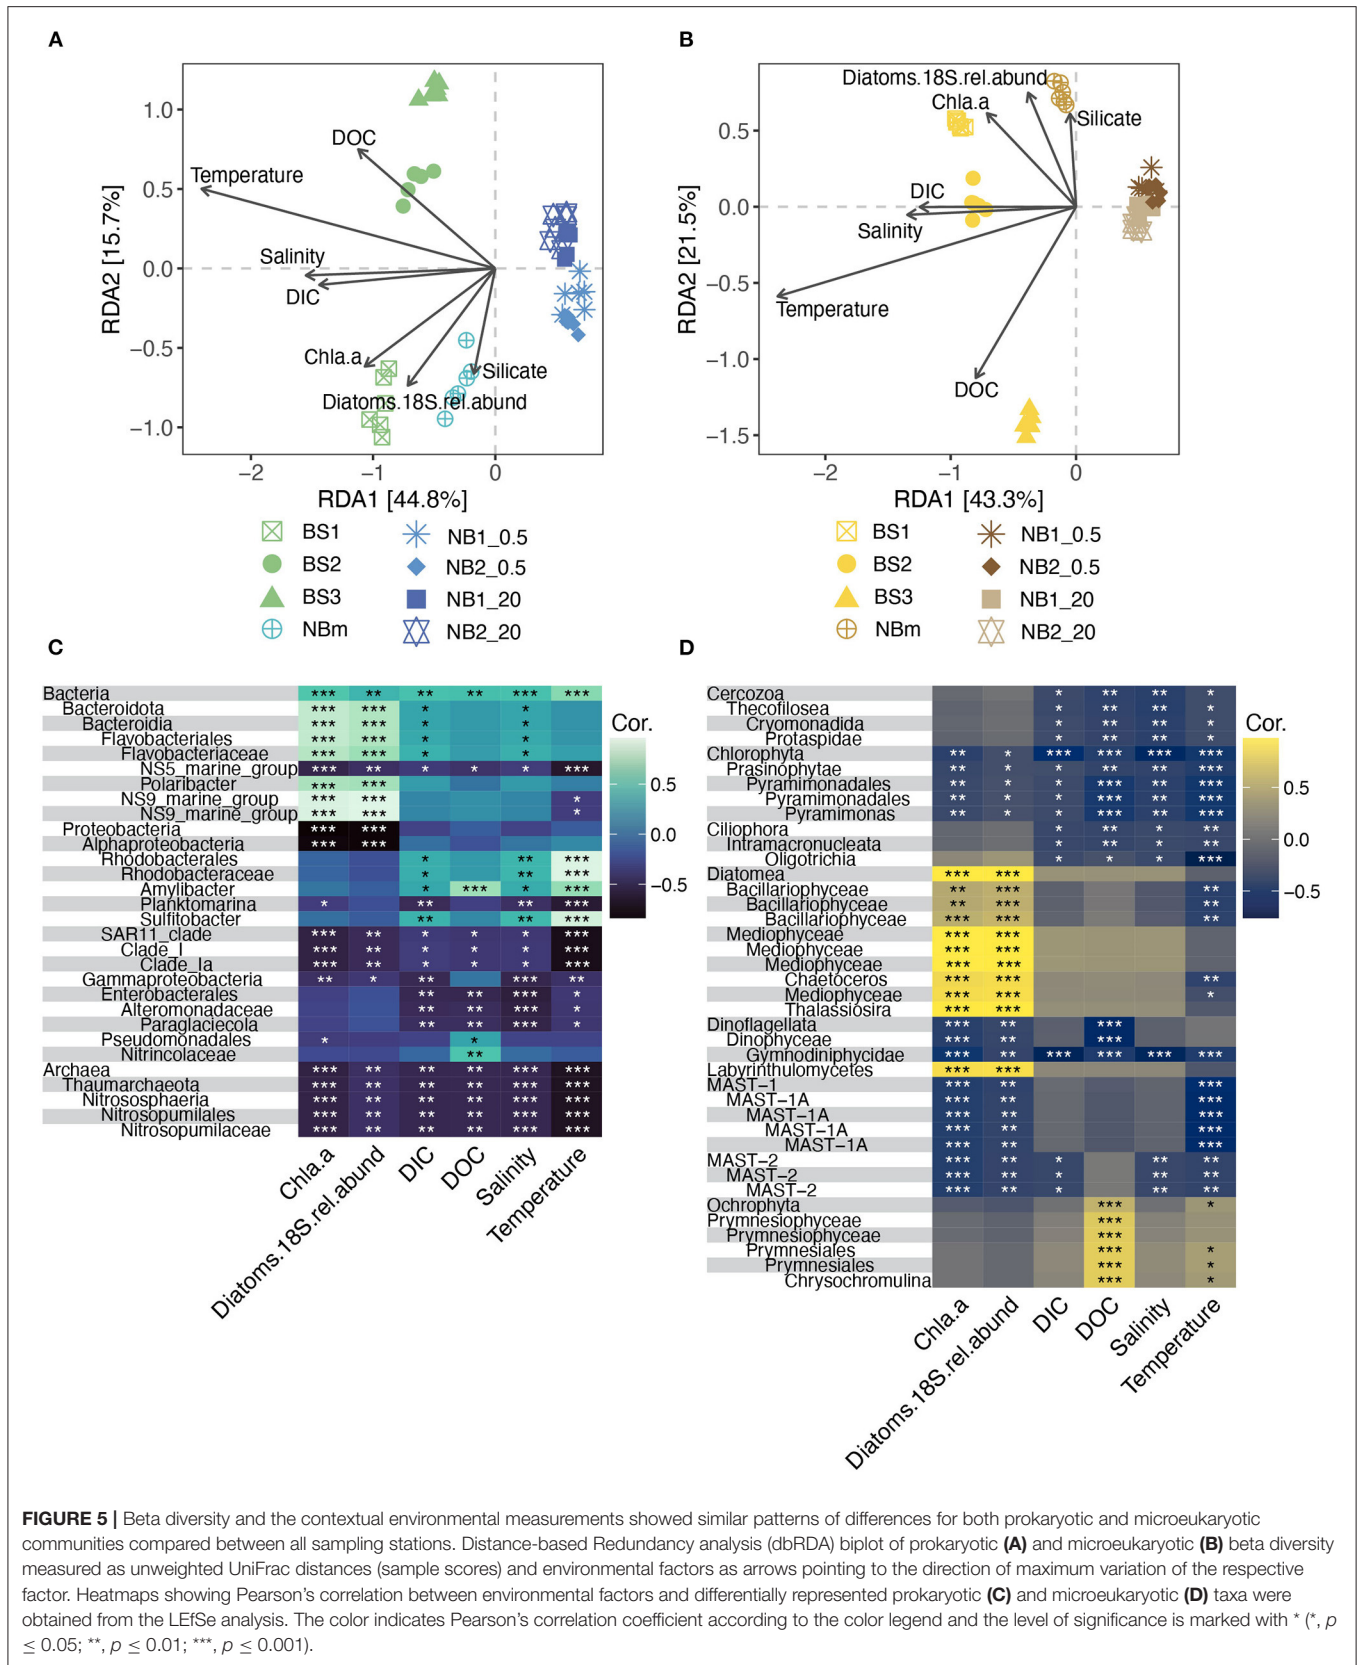 A
B
DOC
Temperature
Salinity
DIC
Chla.a
Silicate
Diatoms.18S.rel.abund
1.0
0.5
0.0
−0.5
−1.0
−2
−1
0
RDA2 [15.7%]
RDA1 [44.8%]
Diatoms.18S.rel.abund
Chla.a
Silicate
DIC
Salinity
Temperature
DOC
0.5
0.0
−0.5
−1.0
−1.5
−2
−1
0
RDA2 [21.5%]
RDA1 [43.3%]
BS1
NB1_0.5
BS2
NB2_0.5
BS3
NB1_20
NBm
NB2_20
BS1
NB1_0.5
BS2
NB2_0.5
BS3
NB1_20
NBm
NB2_20
C
D
Bacteria *** ** ** ** *** ***
Bacteroidota *** *** * *
Bacteroidia *** *** * *
Flavobacteriales *** *** * *
Flavobacteriaceae *** *** * *
NS5_marine_group *** ** * * * ***
Polaribacter *** ***
NS9_marine_group *** *** *
NS9_marine_group *** *** *
Proteobacteria *** ***
Alphaproteobacteria *** ***
Rhodobacterales * ** ***
Rhodobacteraceae * ** ***
Amylibacter * *** * ***
Planktomarina * ** ** ***
Sulfitobacter ** ** ***
SAR11_clade *** ** * * * ***
Clade_I *** ** * * * ***
Clade_Ia *** ** * * * ***
Gammaproteobacteria ** * ** *** **
Enterobacterales ** ** *** *
Alteromonadaceae ** ** *** *
Paraglaciecola ** ** *** *
Pseudomonadales * *
Nitrincolaceae **
Archaea *** ** ** ** *** ***
Thaumarchaeota *** ** ** ** *** ***
Nitrososphaeria *** ** ** ** *** ***
Nitrosopumilales *** ** ** ** *** ***
Nitrosopumilaceae *** ** ** ** *** ***
Chla.a
Diatoms.18S.rel.abund
DIC
DOC
Salinity
Temperature
Cor.
0.5
0.0
−0.5
Cercozoa * ** ** *
Thecofilosea * ** ** *
Cryomonadida * ** ** *
Protaspidae * ** ** *
Chlorophyta ** * *** *** *** ***
Prasinophytae ** * * ** ** ***
Pyramimonadales ** * * *** ** ***
Pyramimonadales ** * * *** ** ***
Pyramimonas ** * * *** ** ***
Ciliophora * ** * **
Intramacronucleata * ** * **
Oligotrichia * * * ***
Diatomea *** ***
Bacillariophyceae ** *** **
Bacillariophyceae ** *** **
Bacillariophyceae *** *** **
Mediophyceae *** ***
Mediophyceae *** ***
Mediophyceae *** ***
Chaetoceros *** *** **
Mediophyceae *** *** *
Thalassiosira *** ***
Dinoflagellata *** ** ***
Dinophyceae *** ** ***
Gymnodiniphycidae *** ** *** *** *** ***
Labyrinthulomycetes *** ***
MAST−1 *** ** ***
MAST−1A *** ** ***
MAST−1A *** ** ***
MAST−1A *** ** ***
MAST−1A *** ** ***
MAST−2 *** ** * ** **
MAST−2 *** ** * ** **
MAST−2 *** ** * ** **
Ochrophyta *** *
Prymnesiophyceae ***
Prymnesiophyceae ***
Prymnesiales *** *
Prymnesiales *** *
Chrysochromulina *** *
Chla.a
Diatoms.18S.rel.abund
DIC
DOC
Salinity
Temperature
Cor.
0.5
0.0
−0.5
FIGURE 5 | Beta diversity and the contextual environmental measurements showed similar patterns of differences for both prokaryotic and microeukaryotic
communities compared between all sampling stations. Distance-based Redundancy analysis (dbRDA) biplot of prokaryotic (A) and microeukaryotic (B) beta diversity
measured as unweighted UniFrac distances (sample scores) and environmental factors as arrows pointing to the direction of maximum variation of the respective
factor. Heatmaps showing Pearson's correlation between environmental factors and differentially represented prokaryotic (C) and microeukaryotic (D) taxa were
obtained from the LEfSe analysis. The color indicates Pearson's correlation coefficient according to the color legend and the level of significance is marked with * (*, p
≤ 0.05; **, p ≤ 0.01; ***, p ≤ 0.001).